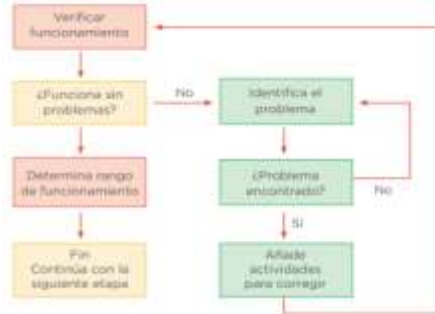 Verificar
funcionamiento
¿Funciona sin
problemas?
No
Identifica el
problema
Determina rango
de funcionamiento
¿Problema
encontrado?
No
Sí
Fin
Continúa con la
siguiente etapa
Añade
actividades
para corregir